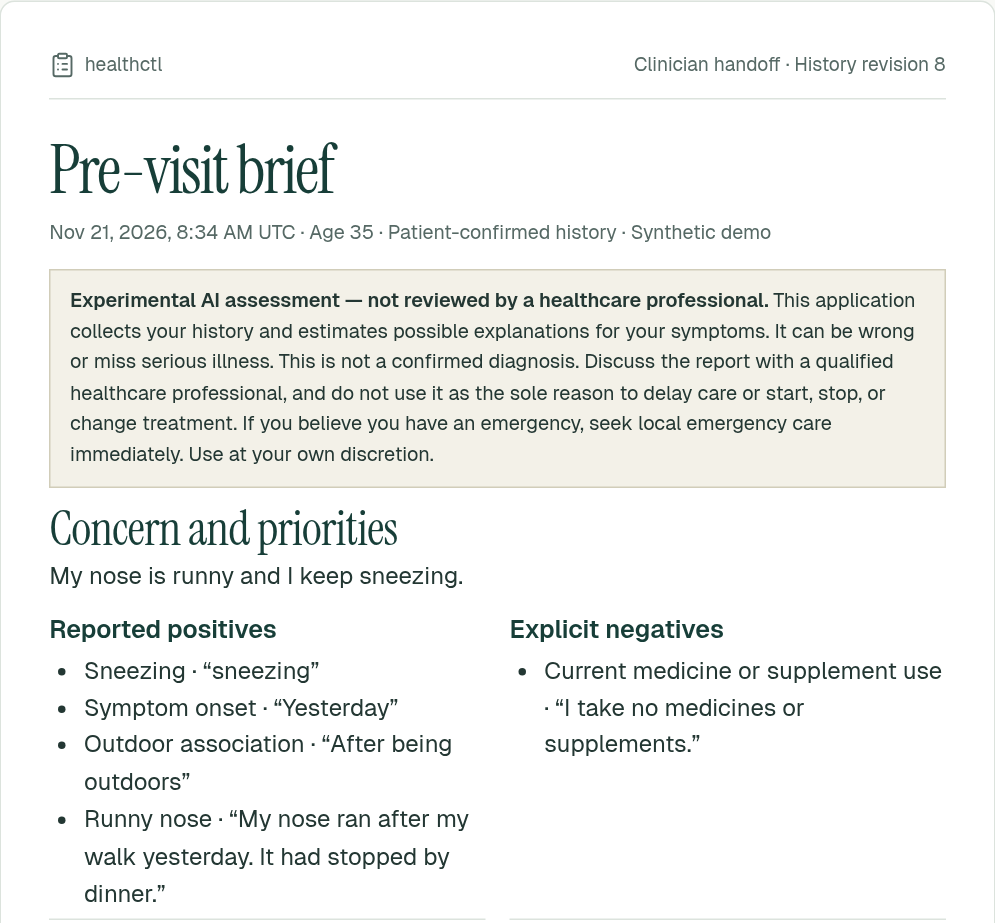 healthctl
Clinician handoff · History revision 8
Pre-visit brief
Nov 21, 2026, 8:34 AM UTC · Age 35 · Patient-confirmed history · Synthetic demo
Experimental AI assessment — not reviewed by a healthcare professional. This application
collects your history and estimates possible explanations for your symptoms. It can be wrong
or miss serious illness. This is not a confirmed diagnosis. Discuss the report with a qualified
healthcare professional, and do not use it as the sole reason to delay care or start, stop, or
change treatment. If you believe you have an emergency, seek local emergency care
immediately. Use at your own discretion.
Concern and priorities
My nose is runny and I keep sneezing.
Reported positives
• Sneezing · “sneezing”
• Symptom onset · “Yesterday”
• Outdoor association · “After being
outdoors”
• Runny nose · “My nose ran after my
walk yesterday. It had stopped by
dinner.”
Explicit negatives
• Current medicine or supplement use
· “I take no medicines or
supplements.”